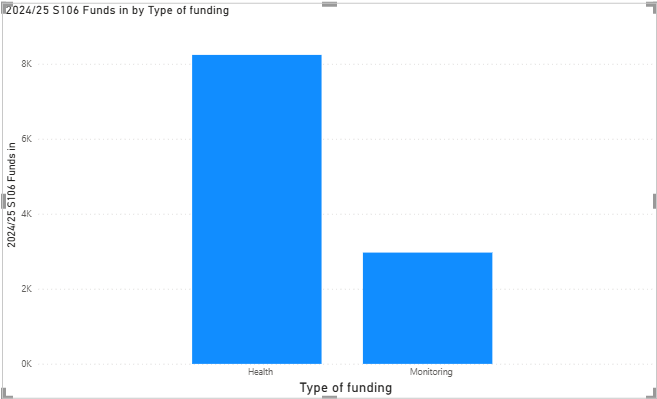 2024/25 S106 Funds in by Type of funding
8K
6K
4K
2K
0K
2024/25 S106 Funds in
Health
Monitoring
Type of funding